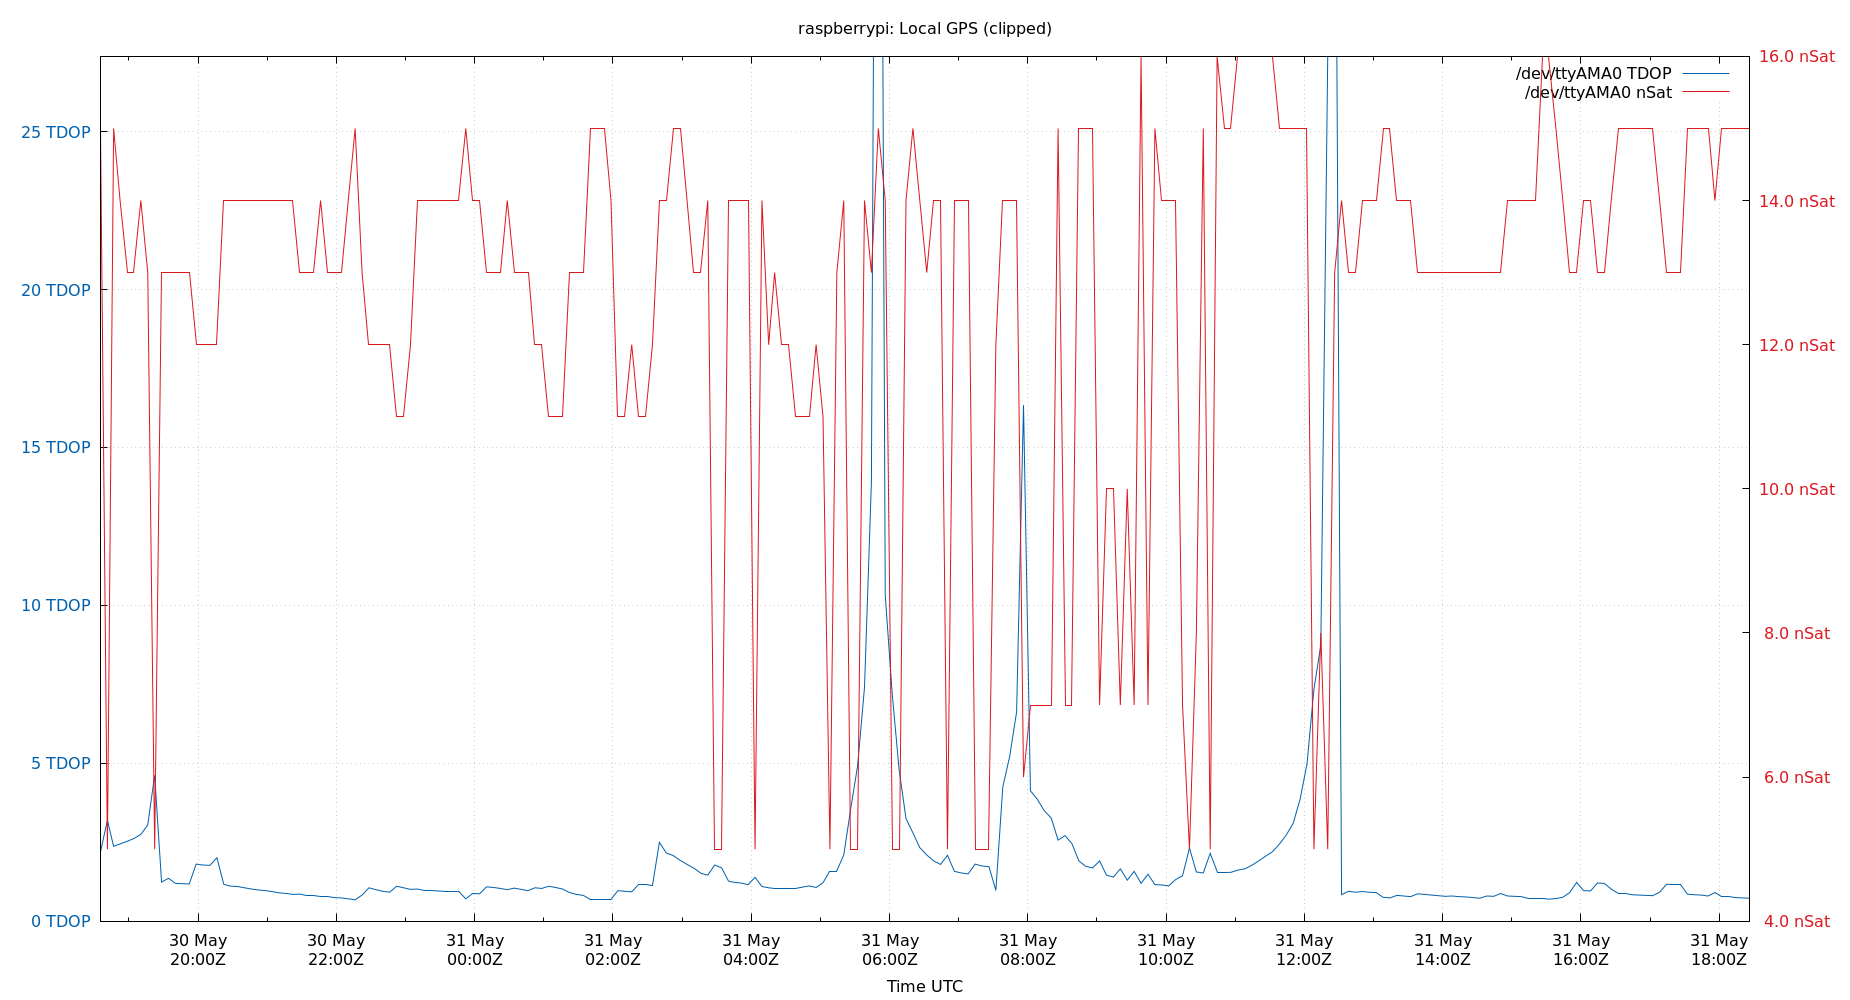 raspberrypi: Local GPS (clipped)
/dev/ttyAMA0 TDOP
/dev/ttyAMA0 nSat
25 TDOP
20 TDOP
15 TDOP
10 TDOP
5 TDOP
0 TDOP
16.0 nSat
14.0 nSat
12.0 nSat
10.0 nSat
8.0 nSat
6.0 nSat
4.0 nSat
30 May 30 May 31 May 31 May 31 May 31 May 31 May 31 May 31 May 31 May 31 May 31 May
20:00Z 22:00Z 00:00Z 02:00Z 04:00Z 06:00Z 08:00Z 10:00Z 12:00Z 14:00Z 16:00Z 18:00Z
Time UTC